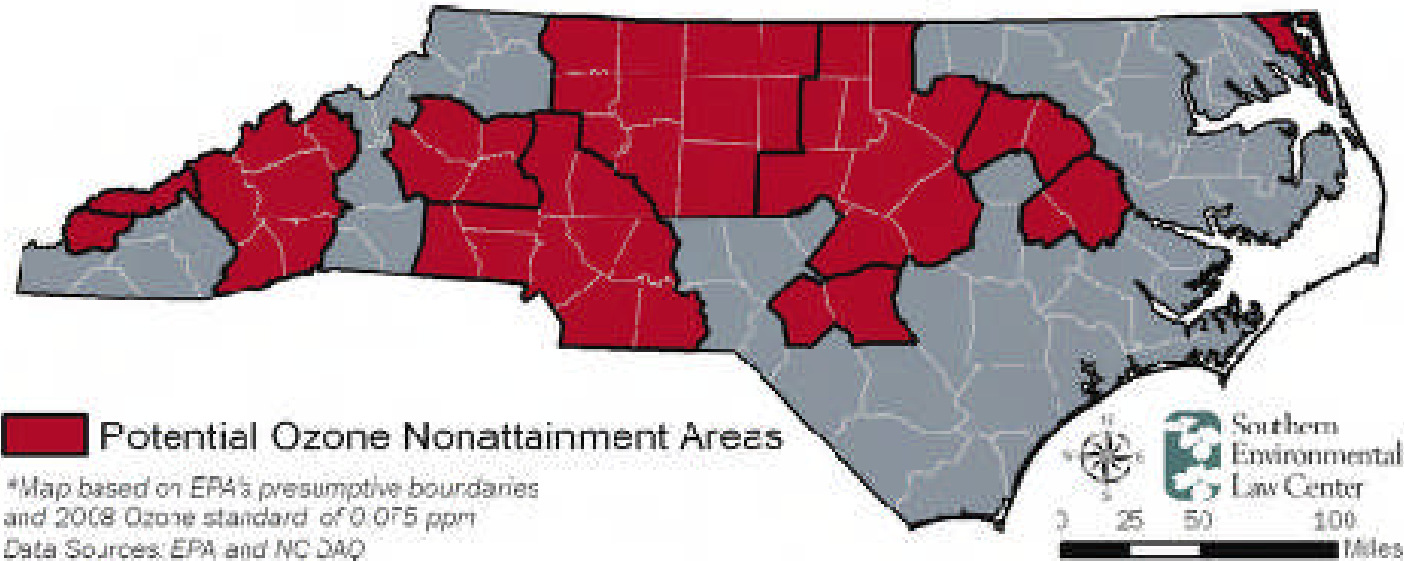 Potential Ozone Nonattainment Areas
*Map based on EPA's presumptive boundaries
and 2008 Ozone standard of 0.075 ppm
Data Sources: EPA and NC DAQ
N
W E
S
Southern
Environmental
Law Center
0 25 50 100
Miles